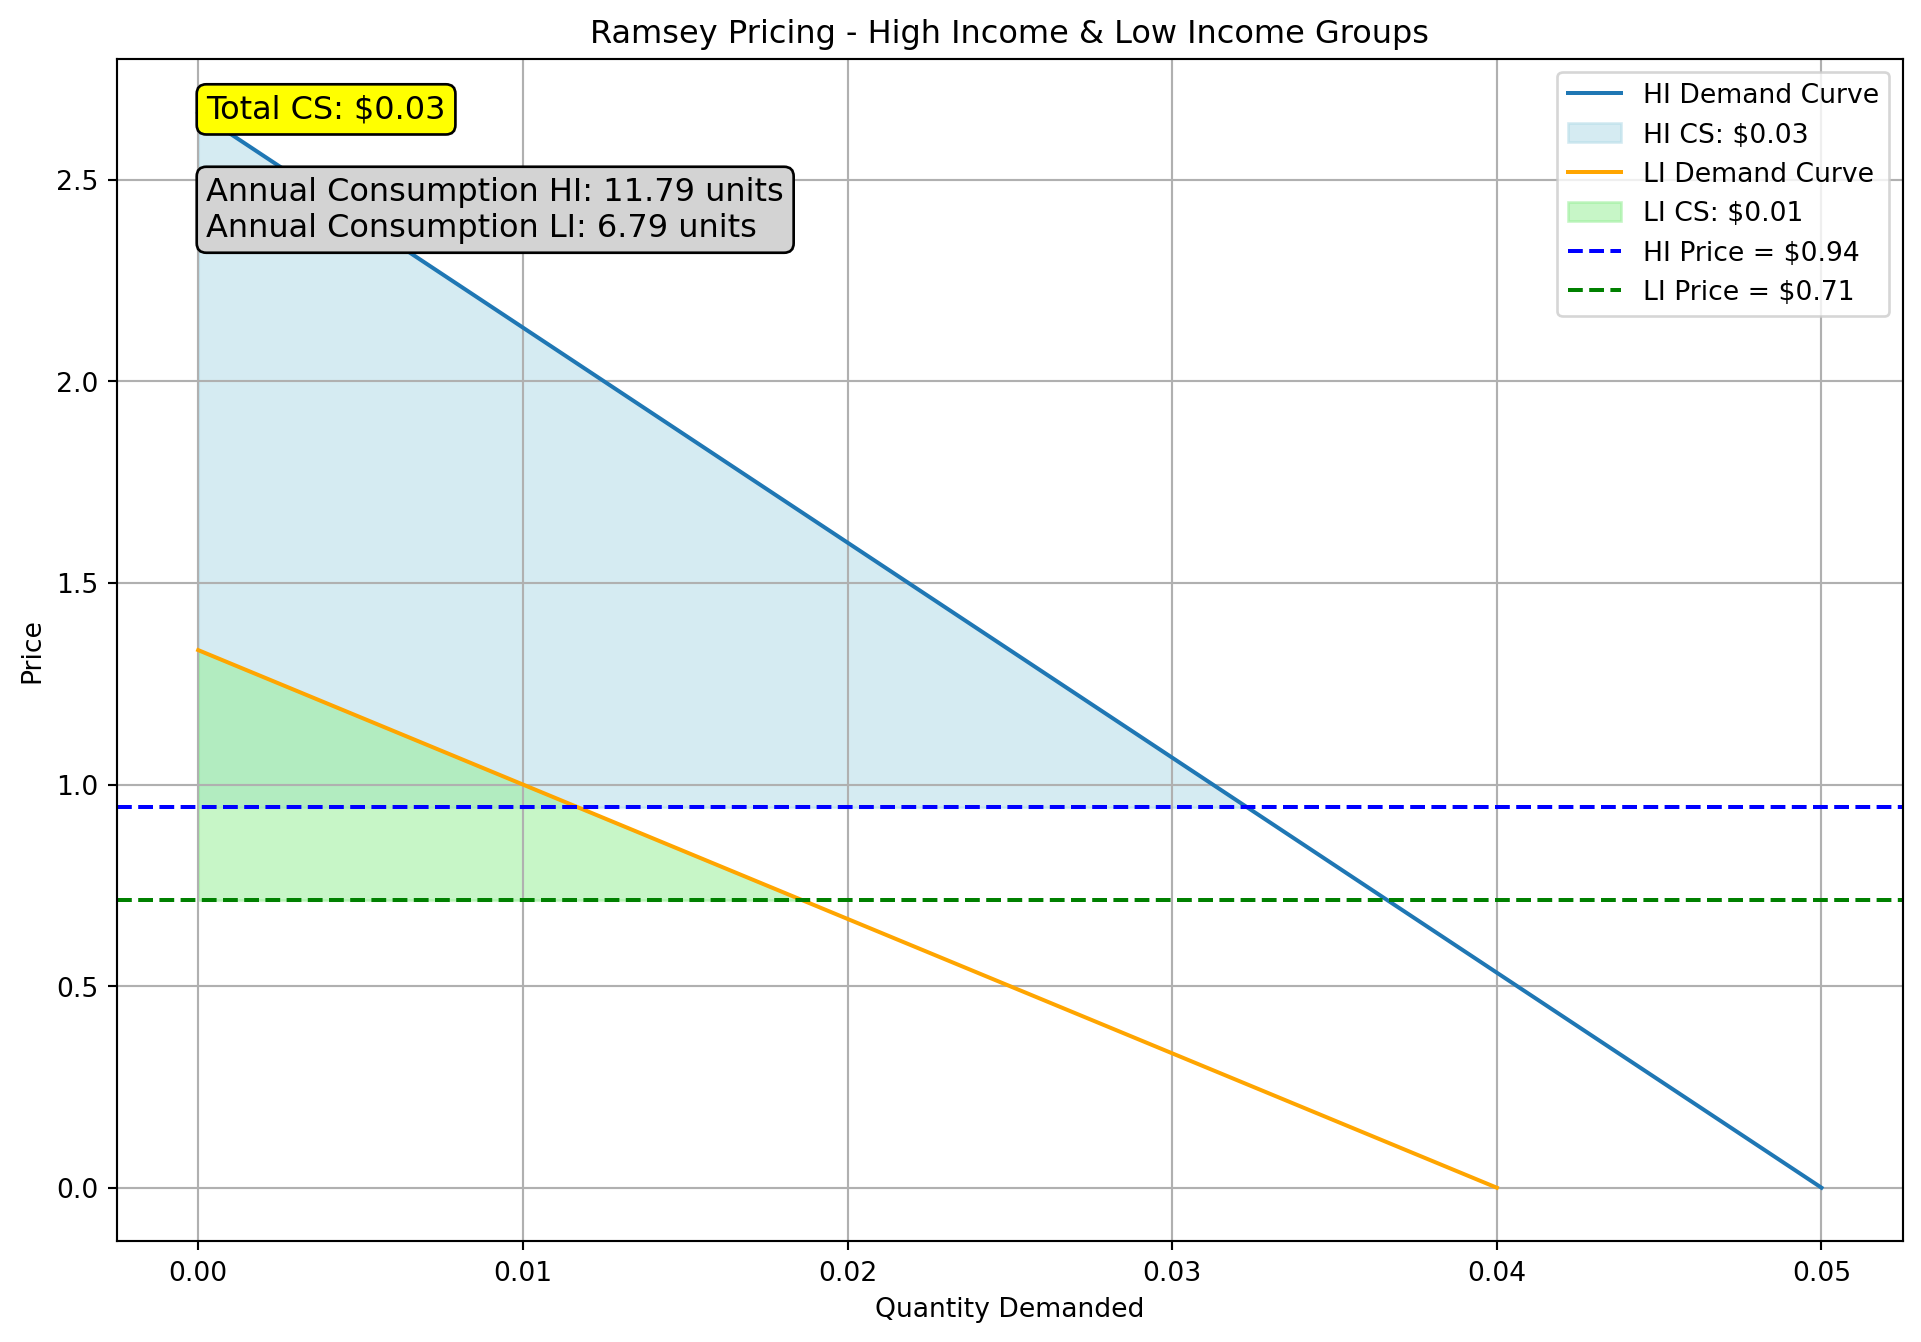 Ramsey Pricing - High Income & Low Income Groups
Total CS: $0.03
Annual Consumption HI: 11.79 units
Annual Consumption LI: 6.79 units
HI Demand Curve
HI CS: $0.03
LI Demand Curve
LI CS: $0.01
HI Price = $0.94
LI Price = $0.71
Price
2.5
2.0
1.5
1.0
0.5
0.0
0.00 0.01 0.02 0.03 0.04 0.05
Quantity Demanded